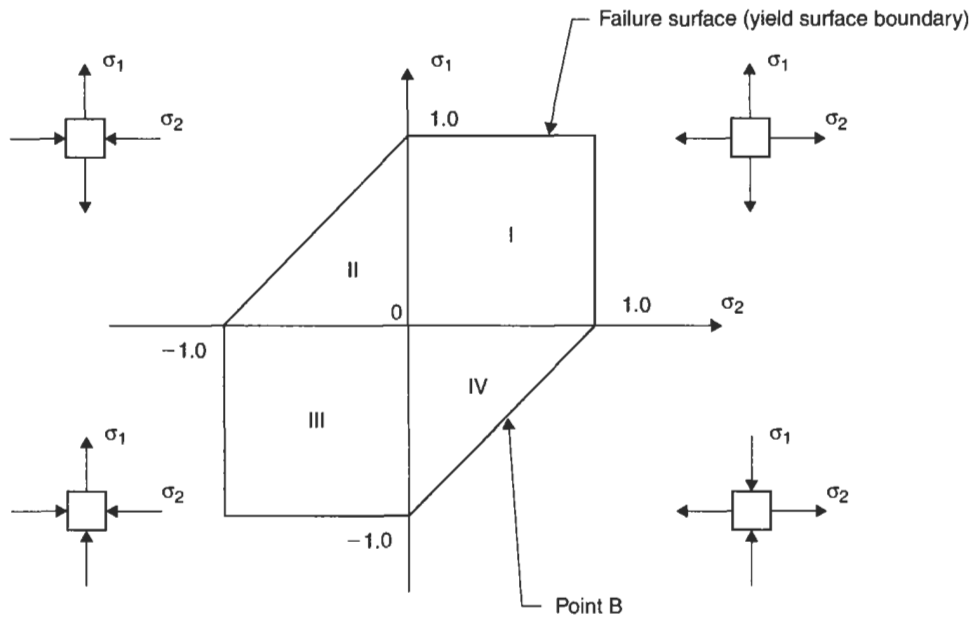 Failure surface (yield surface boundary)
σ1
σ1
σ1
σ2
1.0
σ2
I
II
0
1.0
σ2
−1.0
IV
III
σ1
σ1
σ2
σ2
−1.0
Point B